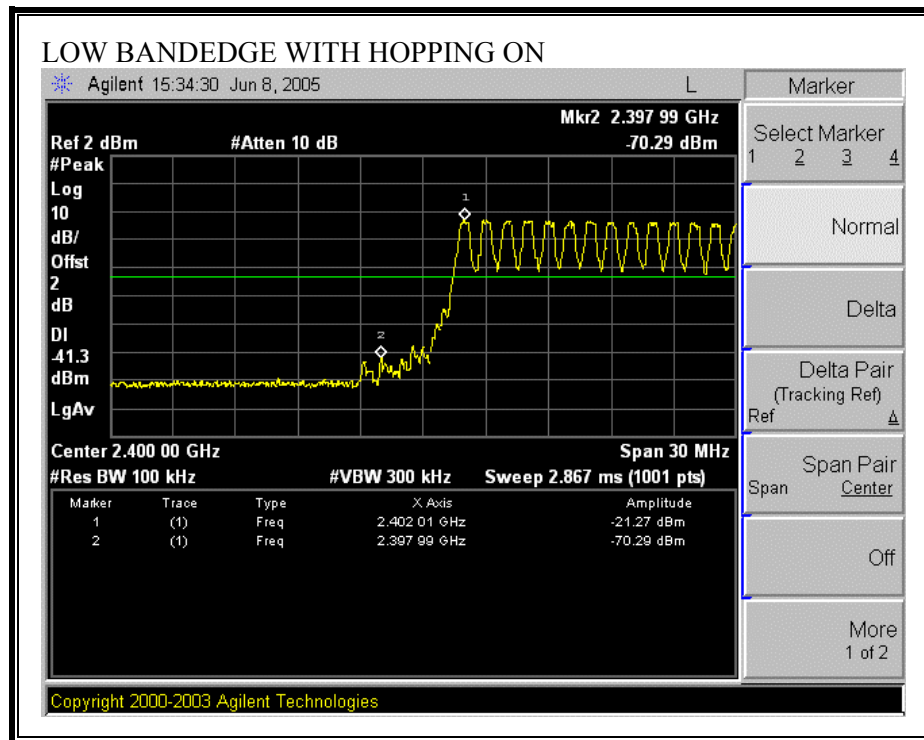 LOW BANDEDGE WITH HOPPING ON
Agilent 15:34:30 Jun 8, 2005 L
Marker
Mkr2 2.397 99 GHz
Ref 2 dBm #Atten 10 dB -70.29 dBm
#Peak
Log
10
dB/
Offst
2
dB
DI
-41.3
dBm
LgAv
1
2
Center 2.400 00 GHz Span 30 MHz
#Res BW 100 kHz #VBW 300 kHz Sweep 2.867 ms (1001 pts)
Marker Trace Type X Axis Amplitude
1 (1) Freq 2.402 01 GHz -21.27 dBm
2 (1) Freq 2.397 99 GHz -70.29 dBm
Select Marker
1 2 3 4
Normal
Delta
Delta Pair
(Tracking Ref)
Ref Δ
Span Pair
Span Center
Off
More
1 of 2
Copyright 2000-2003 Agilent Technologies